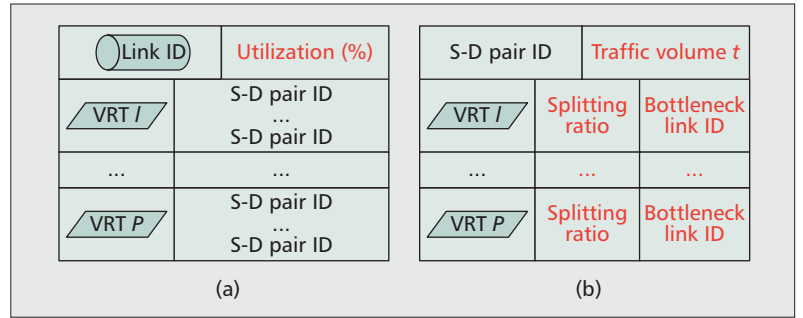 Link ID Utilization (%)
VRT l S-D pair ID
...
S-D pair ID
... ...
VRT P S-D pair ID
...
S-D pair ID
(a)
S-D pair ID Traffic volume t
VRT l Splitting ratio Bottleneck link ID
... ... ...
VRT P Splitting ratio Bottleneck link ID
(b)